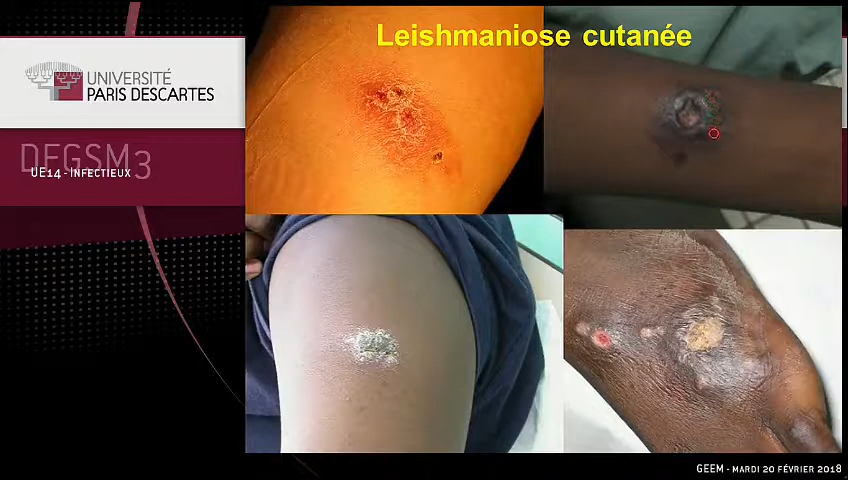 Leishmaniose cutanée
UNIVERSITÉ
PARIS DESCARTES
DFGSM3
UE14 - Infectieux
GEEM - MARDI 20 FÉVRIER 2018